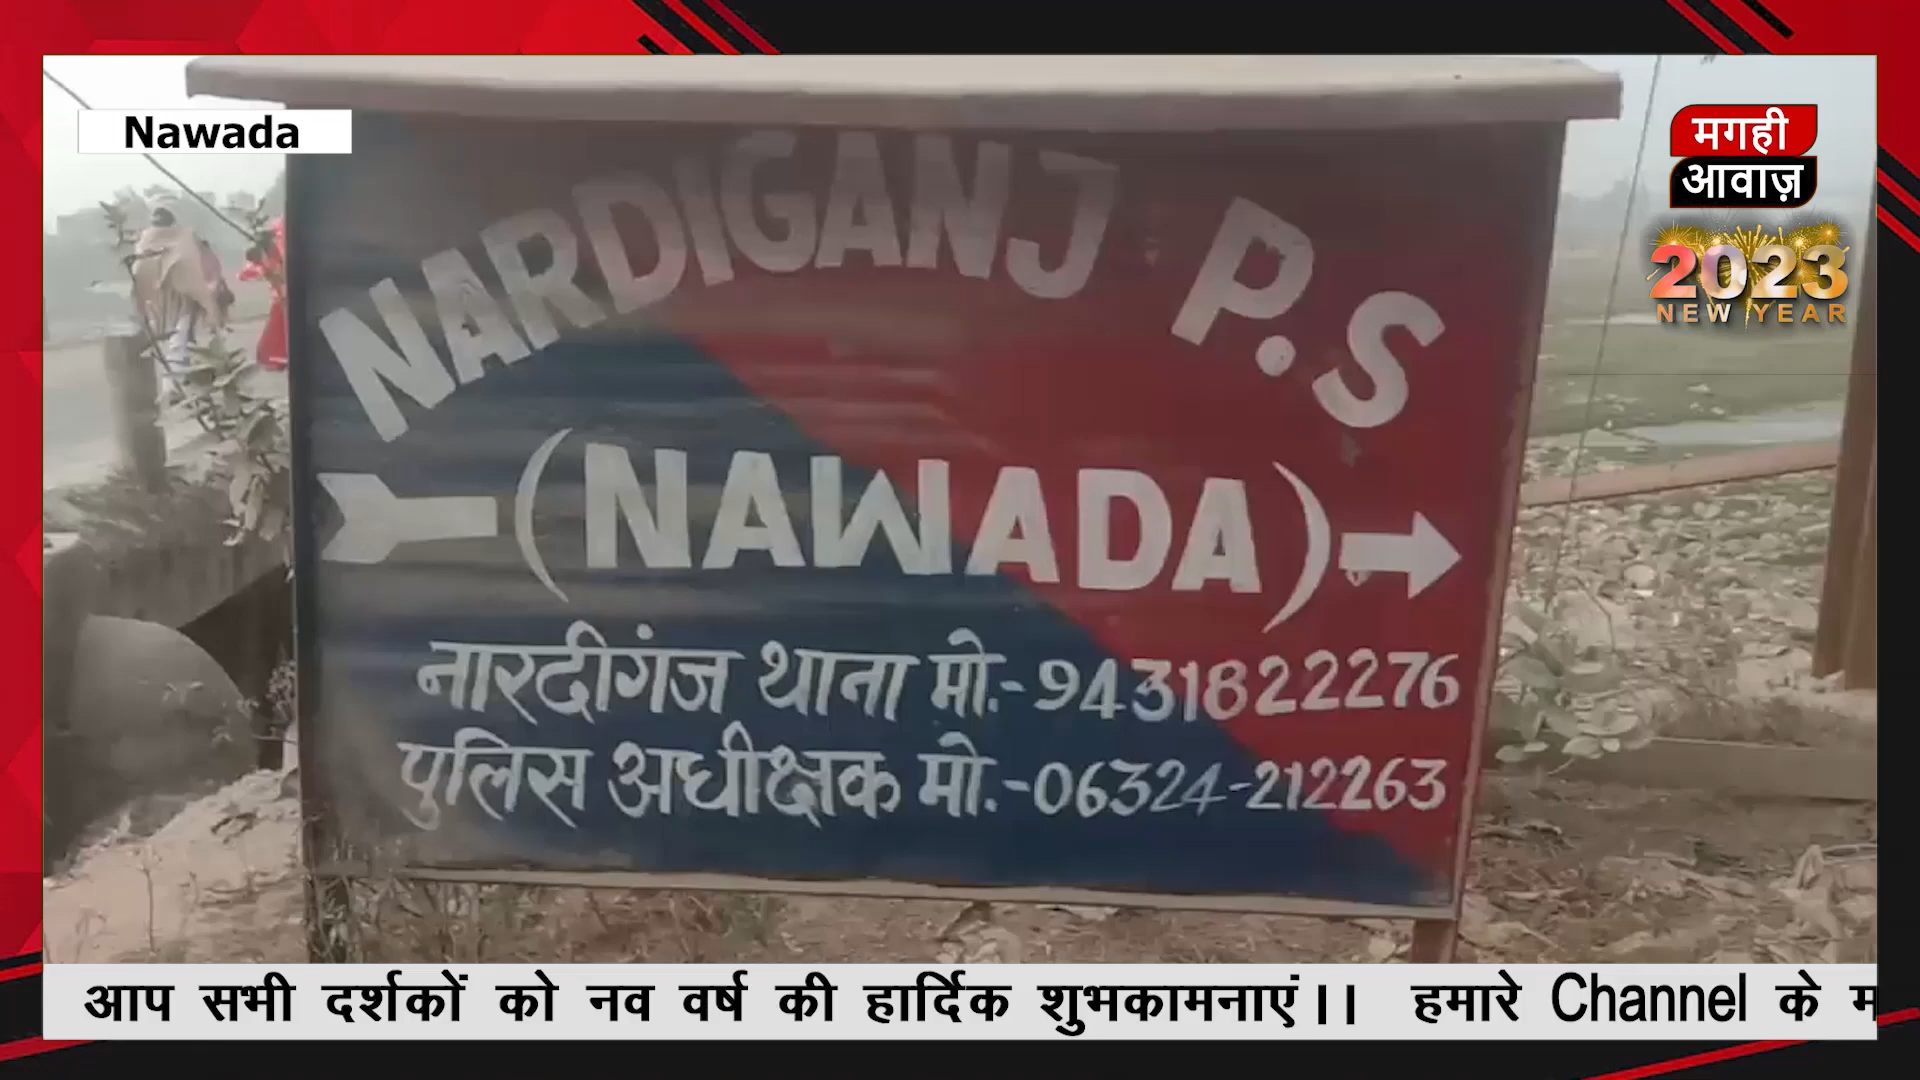 Nawada
मगही
आवाज़
2023
NEW YEAR
NARDIGANJ P.S
(NAWADA)
नारदीगंज थाना मो.-9431822276
पुलिस अधीक्षक मो.-06324-212263
आप सभी दर्शकों को नव वर्ष की हार्दिक शुभकामनाएं।। हमारे Channel के म